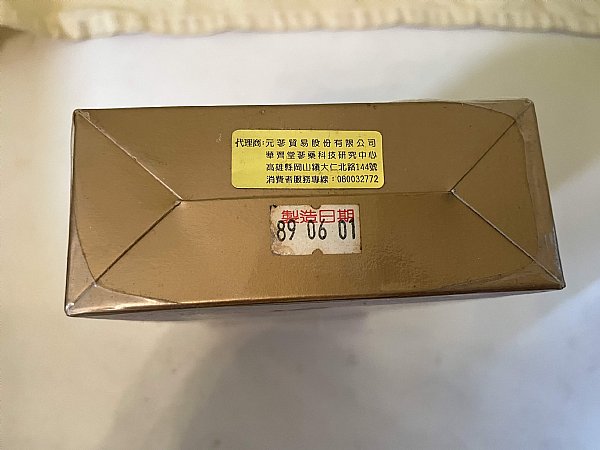 代理商:元蔘貿易股份有限公司
華齊堂蔘藥科技研究中心
高雄縣岡山鎮大仁北路144號
消費者服務專線:080032772
製造日期
89 06 01